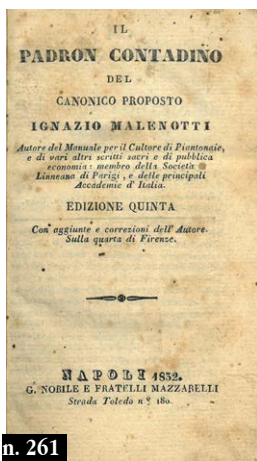 IL
PADRON CONTADINO
DEL
CANONICO PROPOSTO
IGNAZIO MALENOTTI
Autore del Manuale per il Cultore di Piantonaie,
e di vari altri scritti sacri e di pubblica
economia: membro della Società
Linneana di Parigi, e delle principali
Accademie d' Italia.
EDIZIONE QUINTA
Con aggiunte e correzioni dell' Autore.
Sulla quarta di Firenze.
NAPOLI 1832.
G. NOBILE E FRATELLI MAZZARELLI
Strada Toledo n.° 180.
n. 261